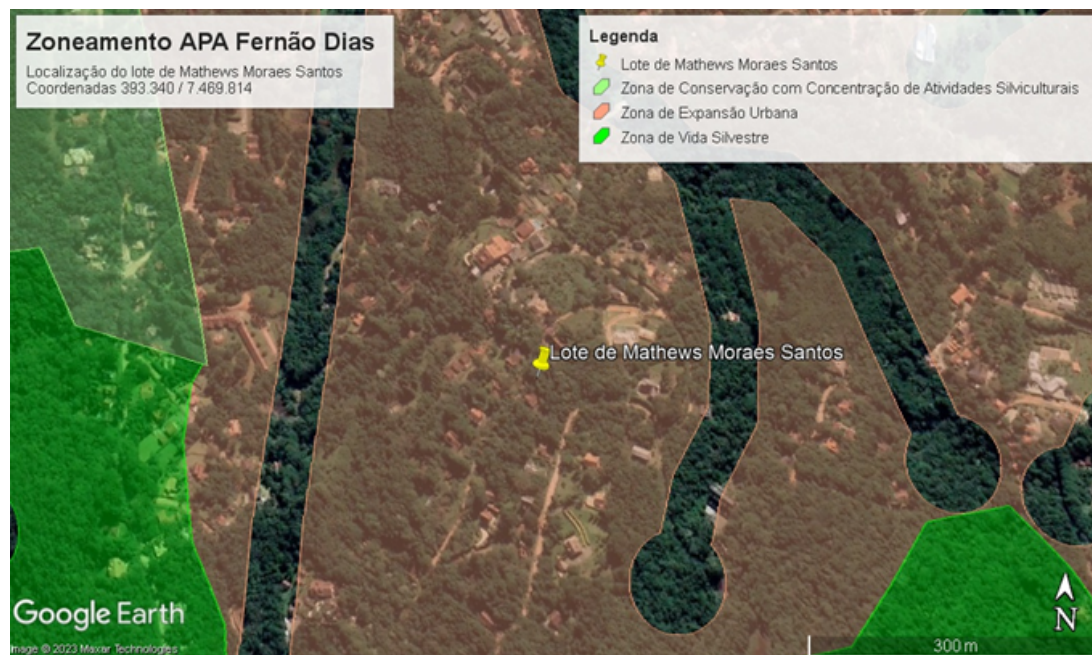 Zoneamento APA Fernão Dias
Localização do lote de Mathews Moraes Santos
Coordenadas 393.340 / 7.469.814
Legenda
Lote de Mathews Moraes Santos
Zona de Conservação com Concentração de Atividades Silviculturais
Zona de Expansão Urbana
Zona de Vida Silvestre
Lote de Mathews Moraes Santos
Google Earth
Image © 2023 Maxar Technologies
300 m
N